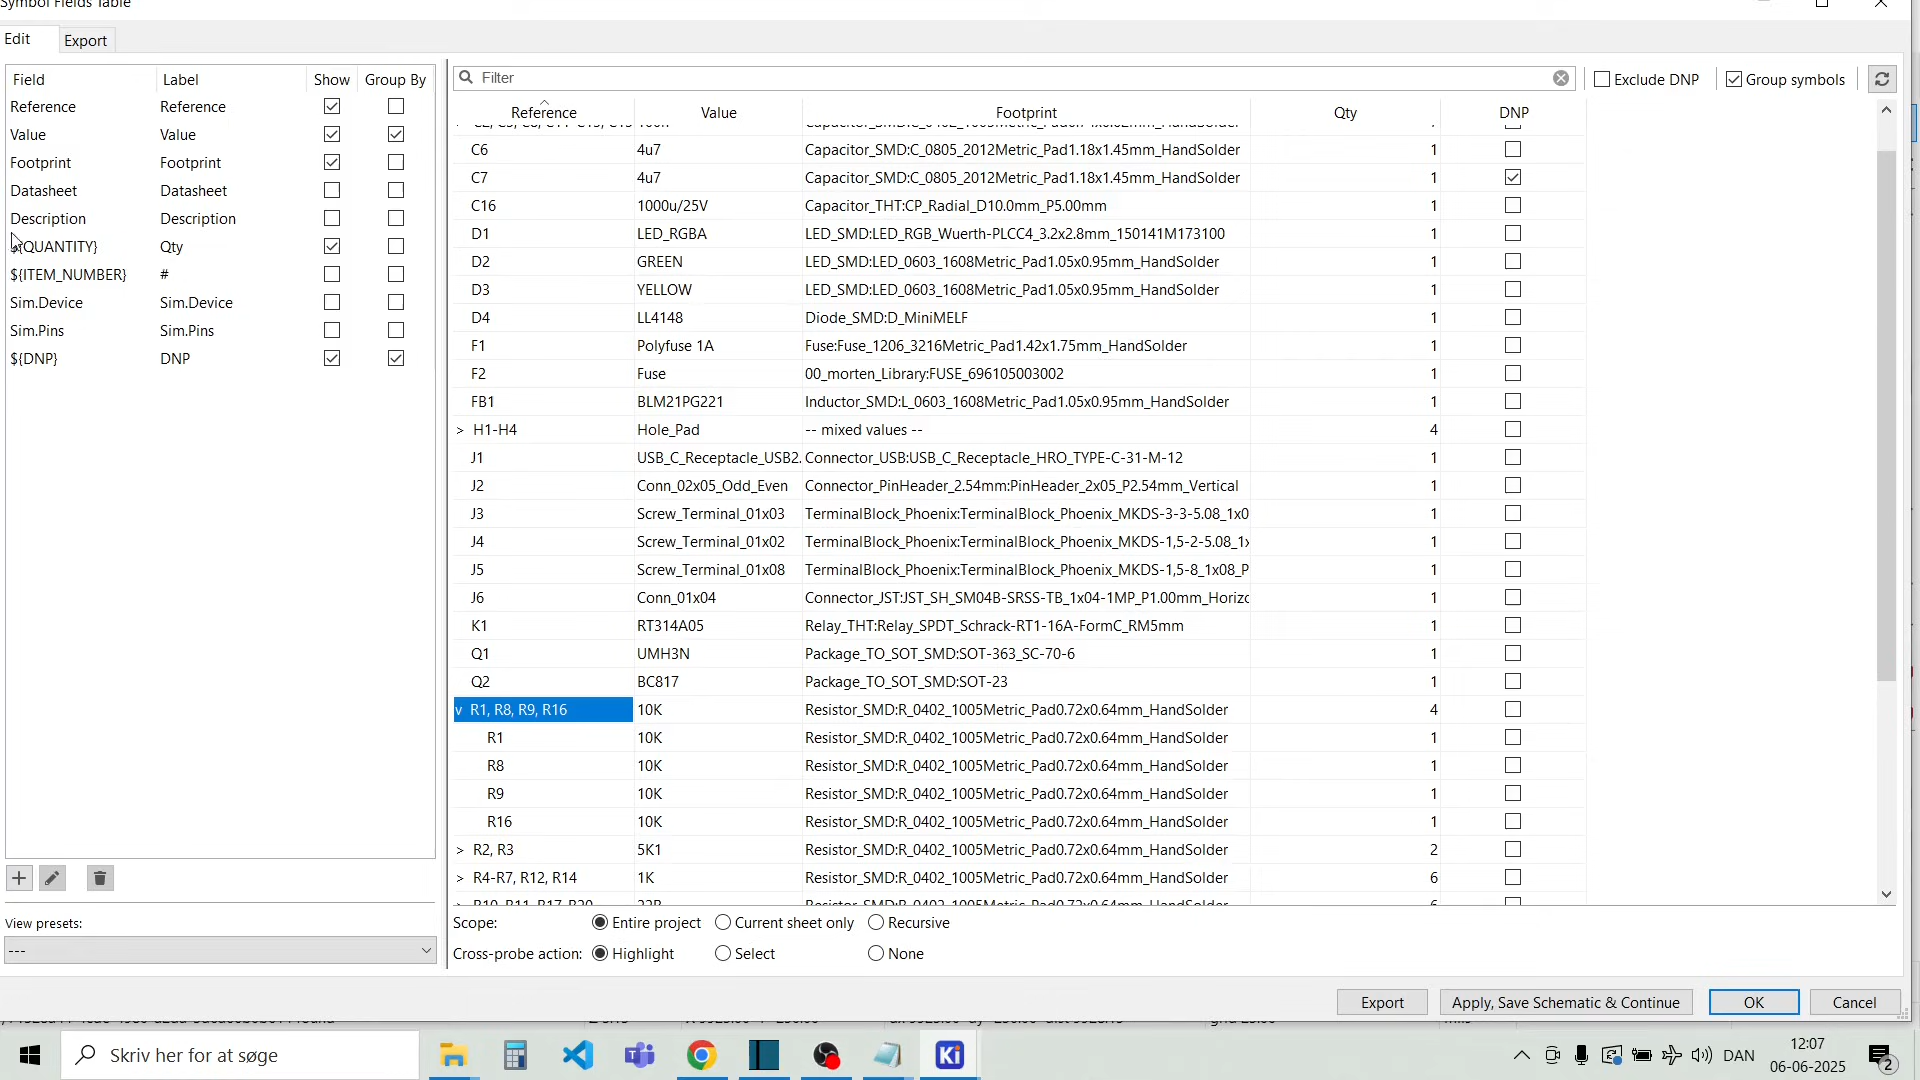 Symbol Fields Table
Edit Export
Field Label Show Group By
Reference Reference
Value Value
Footprint Footprint
Datasheet Datasheet
Description Description
${QUANTITY} Qty
${ITEM_NUMBER} #
Sim.Device Sim.Device
Sim.Pins Sim.Pins
${DNP} DNP
View presets:
---
Filter Exclude DNP Group symbols
Reference Value Footprint Qty DNP
C6 4u7 Capacitor_SMD:C_0805_2012Metric_Pad1.18x1.45mm_HandSolder 1
C7 4u7 Capacitor_SMD:C_0805_2012Metric_Pad1.18x1.45mm_HandSolder 1
C16 1000u/25V Capacitor_THT:CP_Radial_D10.0mm_P5.00mm 1
D1 LED_RGBA LED_SMD:LED_RGB_Wuerth-PLCC4_3.2x2.8mm_150141M173100 1
D2 GREEN LED_SMD:LED_0603_1608Metric_Pad1.05x0.95mm_HandSolder 1
D3 YELLOW LED_SMD:LED_0603_1608Metric_Pad1.05x0.95mm_HandSolder 1
D4 LL4148 Diode_SMD:D_MiniMELF 1
F1 Polyfuse 1A Fuse:Fuse_1206_3216Metric_Pad1.42x1.75mm_HandSolder 1
F2 Fuse 00_morten_Library:FUSE_696105003002 1
FB1 BLM21PG221 Inductor_SMD:L_0603_1608Metric_Pad1.05x0.95mm_HandSolder 1
> H1-H4 Hole_Pad -- mixed values -- 4
J1 USB_C_Receptacle_USB2. Connector_USB:USB_C_Receptacle_HRO_TYPE-C-31-M-12 1
J2 Conn_02x05_Odd_Even Connector_PinHeader_2.54mm:PinHeader_2x05_P2.54mm_Vertical 1
J3 Screw_Terminal_01x03 TerminalBlock_Phoenix:TerminalBlock_Phoenix_MKDS-3-3-5.08_1x0 1
J4 Screw_Terminal_01x02 TerminalBlock_Phoenix:TerminalBlock_Phoenix_MKDS-1,5-2-5.08_1x 1
J5 Screw_Terminal_01x08 TerminalBlock_Phoenix:TerminalBlock_Phoenix_MKDS-1,5-8_1x08_P 1
J6 Conn_01x04 Connector_JST:JST_SH_SM04B-SRSS-TB_1x04-1MP_P1.00mm_Horizo 1
K1 RT314A05 Relay_THT:Relay_SPDT_Schrack-RT1-16A-FormC_RM5mm 1
Q1 UMH3N Package_TO_SOT_SMD:SOT-363_SC-70-6 1
Q2 BC817 Package_TO_SOT_SMD:SOT-23 1
v R1, R8, R9, R16 10K Resistor_SMD:R_0402_1005Metric_Pad0.72x0.64mm_HandSolder 4
R1 10K Resistor_SMD:R_0402_1005Metric_Pad0.72x0.64mm_HandSolder 1
R8 10K Resistor_SMD:R_0402_1005Metric_Pad0.72x0.64mm_HandSolder 1
R9 10K Resistor_SMD:R_0402_1005Metric_Pad0.72x0.64mm_HandSolder 1
R16 10K Resistor_SMD:R_0402_1005Metric_Pad0.72x0.64mm_HandSolder 1
> R2, R3 5K1 Resistor_SMD:R_0402_1005Metric_Pad0.72x0.64mm_HandSolder 2
> R4-R7, R12, R14 1K Resistor_SMD:R_0402_1005Metric_Pad0.72x0.64mm_HandSolder 6
Scope: Entire project Current sheet only Recursive
Cross-probe action: Highlight Select None
Export Apply, Save Schematic & Continue OK Cancel
Skriv her for at søge
Ki
DAN
12:07
06-06-2025
2